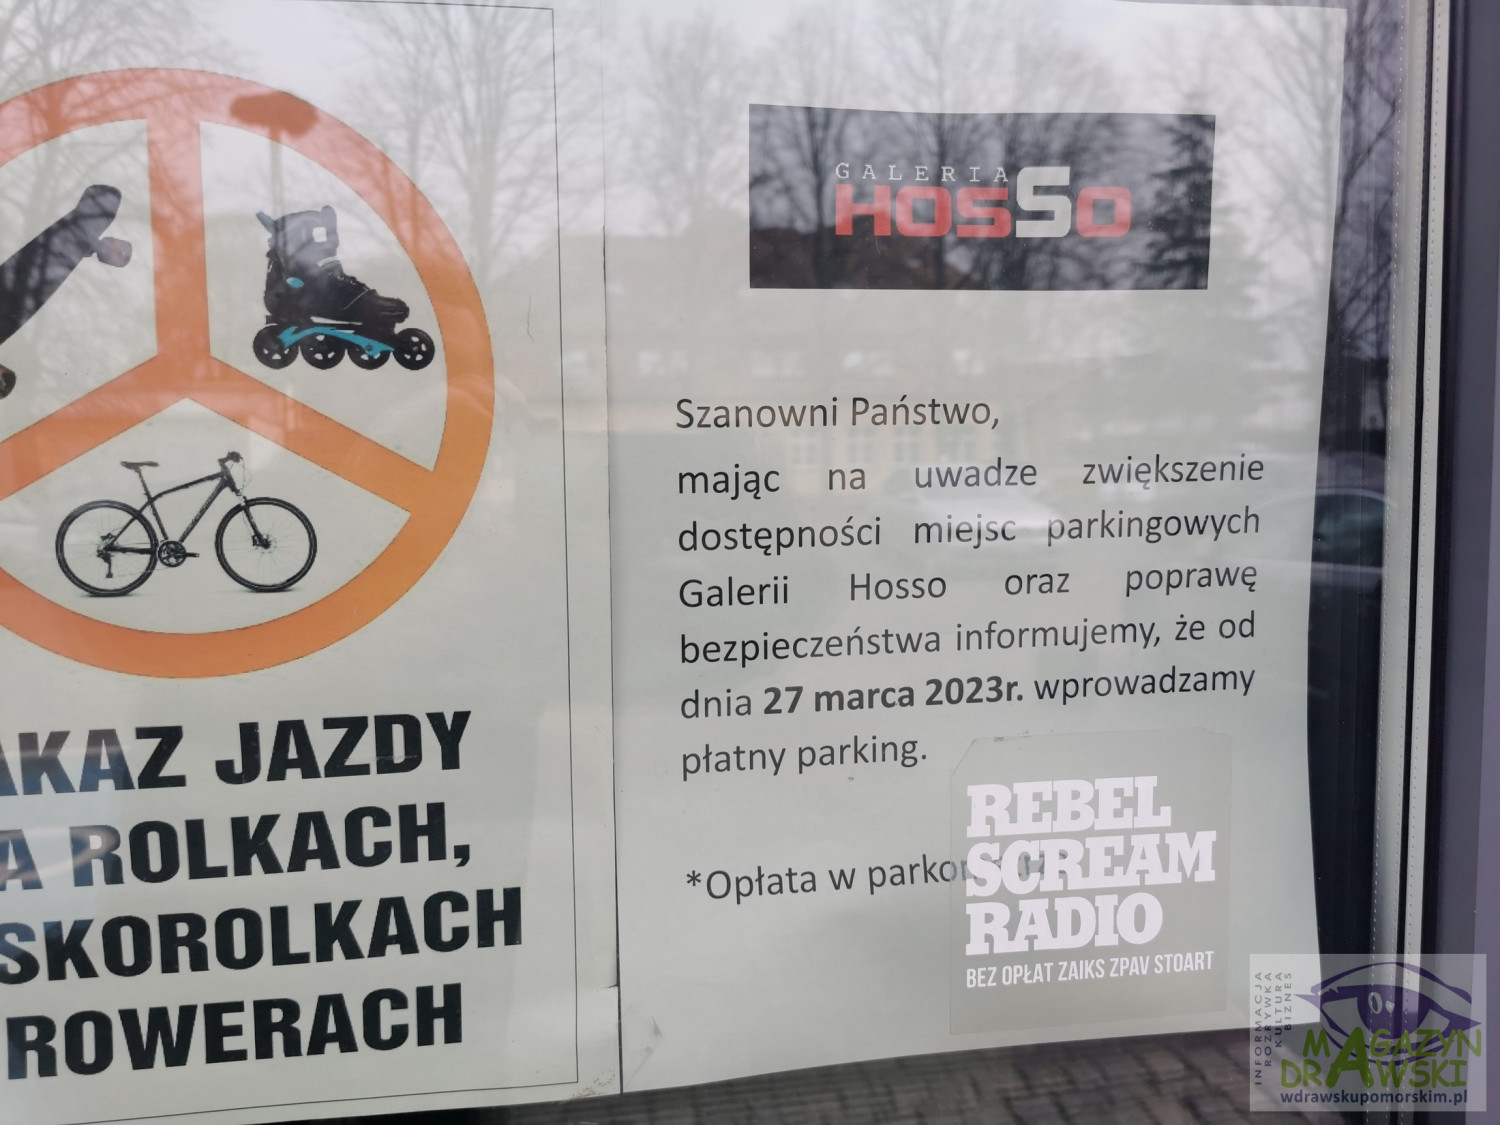 AKAZ JAZDY
A ROLKACH,
SKOROLKACH
ROWERACH
GALERIA
HOSSO
Szanowni Państwo,
mając na uwadze zwiększenie
dostępności miejsc parkingowych
Galerii Hosso oraz poprawę
bezpieczeństwa informujemy, że od
dnia 27 marca 2023r. wprowadzamy
płatny parking.
*Opłata w
REBEL
SCREAM
RADIO
BEZ OPŁAT ZAIKS ZPAV STOART
INFORMACJA
ROZRYWKA
KULTURA
BIZNES
MAGAZYN
DRAWSKI
wdrawskupomorskim.pl